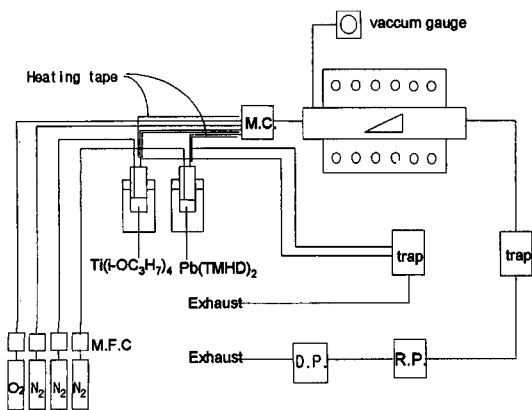 vaccum gauge
Heating tape
M.C.
Ti(i-OC₃H₇)₄ Pb(TMHD)₂
trap
trap
Exhaust
M.F.C
Exhaust
D.P.
R.P.
O₂ N₂ N₂ N₂